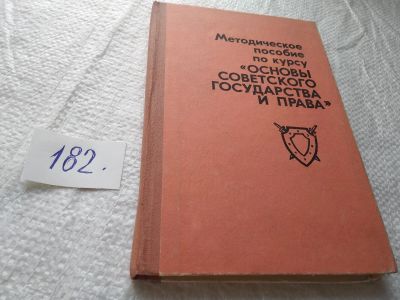 Методическое
пособие
по курсу
«ОСНОВЫ
СОВЕТСКОГО
ГОСУДАРСТВА
И ПРАВА»
182.